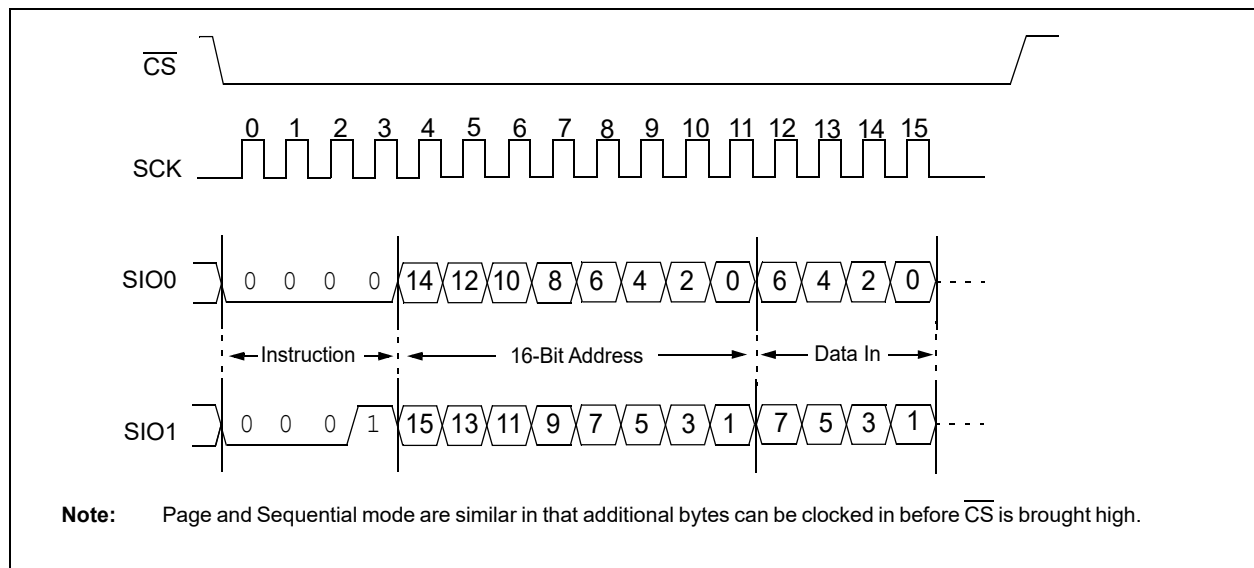 CS
0 1 2 3 4 5 6 7 8 9 10 11 12 13 14 15
SCK
SIO0 0 0 0 0 14 12 10 8 6 4 2 0 6 4 2 0
Instruction 16-Bit Address Data In
SIO1 0 0 0 1 15 13 11 9 7 5 3 1 7 5 3 1
Note: Page and Sequential mode are similar in that additional bytes can be clocked in before CS is brought high.